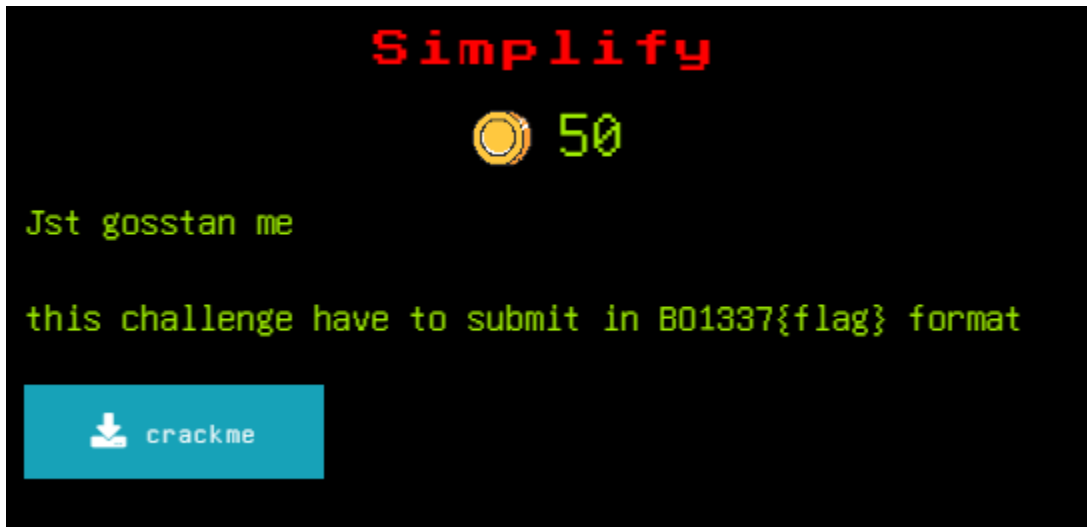 Simplify
50
Jst gosstan me
this challenge have to submit in BO1337{flag} format
crackme